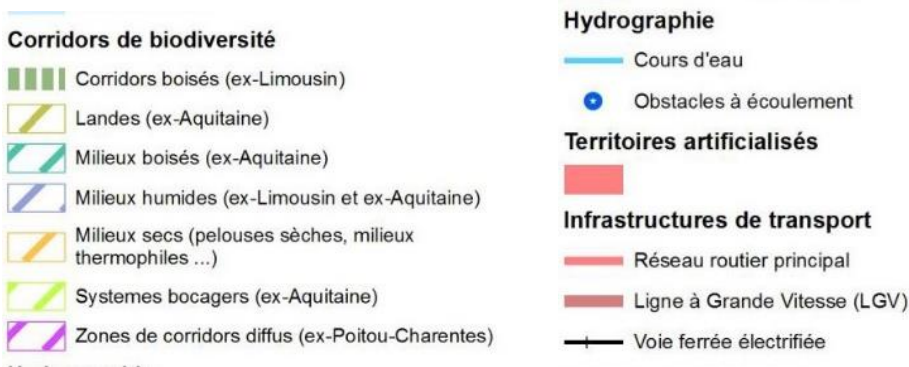 Corridors de biodiversité
Corridors boisés (ex-Limousin)
Landes (ex-Aquitaine)
Milieux boisés (ex-Aquitaine)
Milieux humides (ex-Limousin et ex-Aquitaine)
Milieux secs (pelouses sèches, milieux
thermophiles ...)
Systemes bocagers (ex-Aquitaine)
Zones de corridors diffus (ex-Poitou-Charentes)
Hydrographie
Cours d'eau
Obstacles à écoulement
Territoires artificialisés
Infrastructures de transport
Réseau routier principal
Ligne à Grande Vitesse (LGV)
Voie ferrée électrifiée